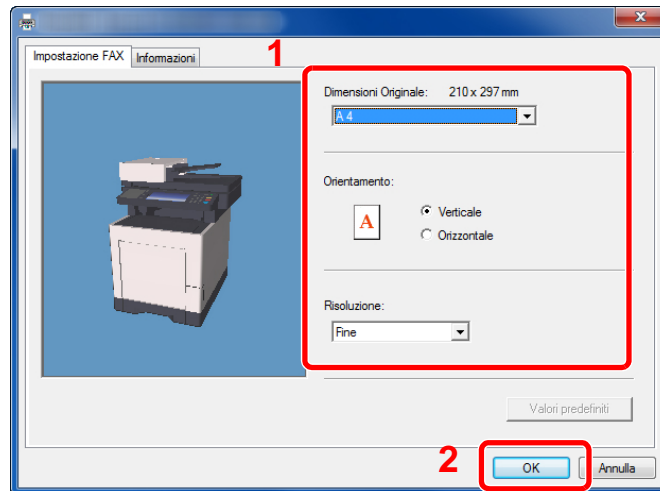 Impostazione FAX
Informazioni
1
Dimensioni Originale: 210 x 297 mm
A 4
Orientamento:
A
Verticale
Orizzontale
Risoluzione:
Fine
Valori predefiniti
2
OK
Annulla